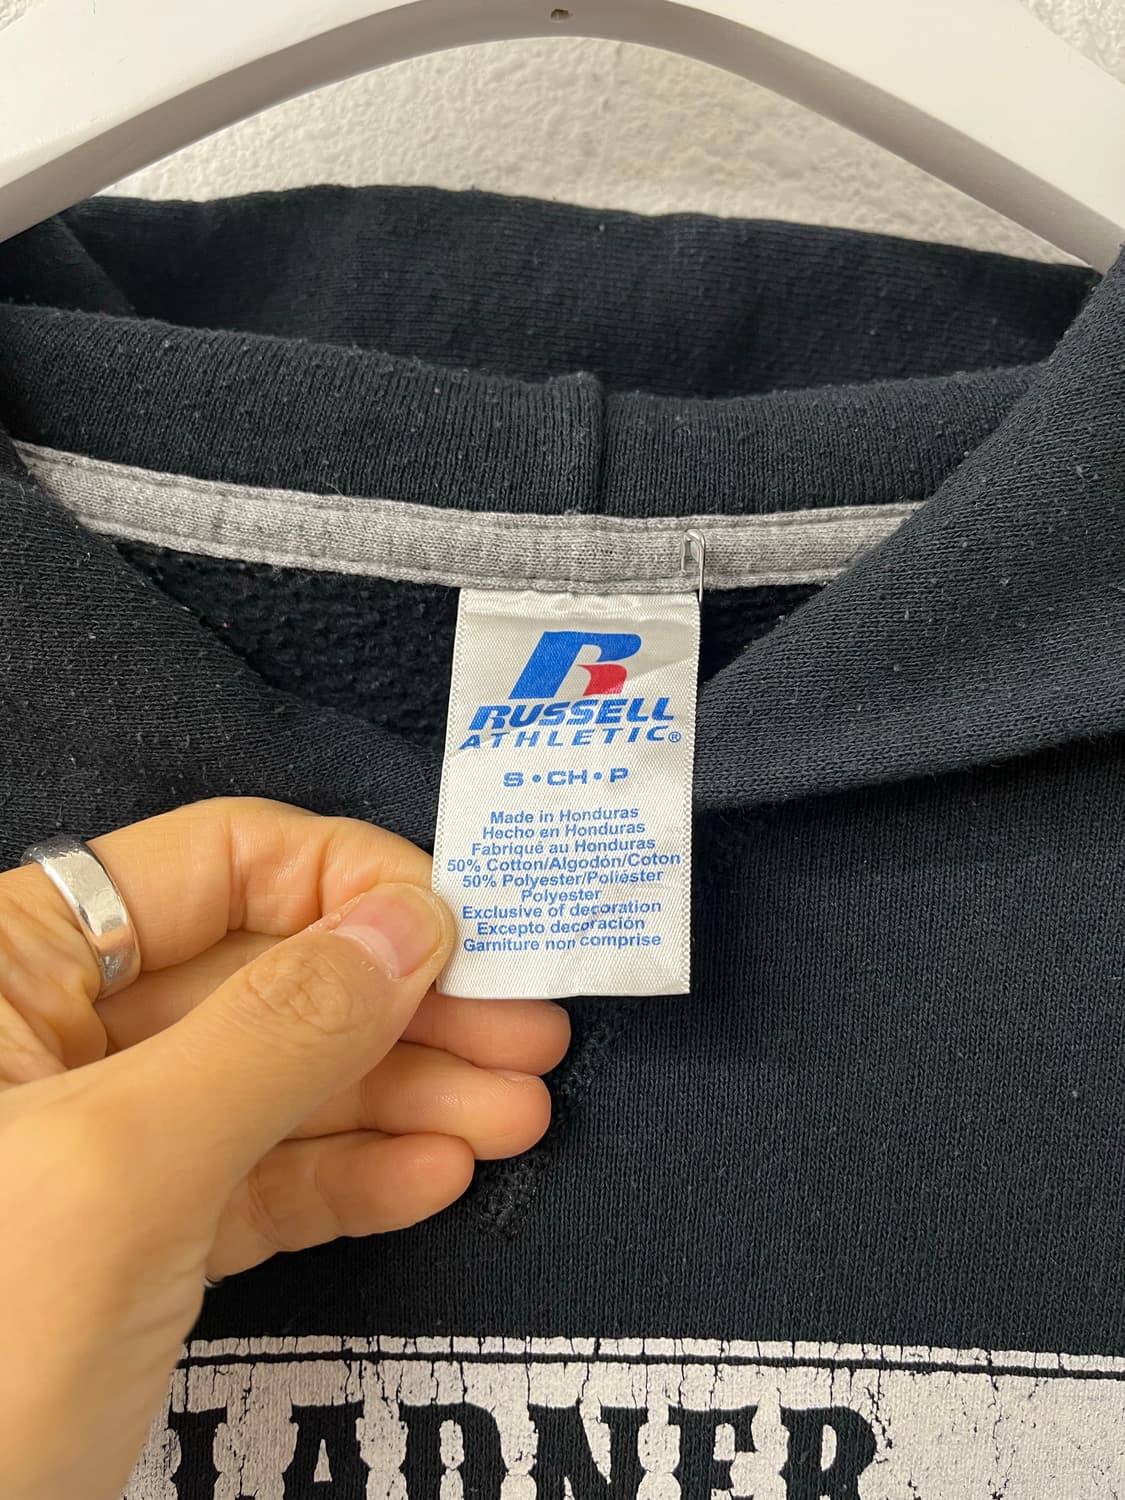 RUSSELL
ATHLETIC®
S • CH • P
Made in Honduras
Hecho en Honduras
Fabriqué au Honduras
50% Cotton/Algodón/Coton
50% Polyester/Poliéster
Polyester
Exclusive of decoration
Excepto decoración
Garniture non comprise
LADNER